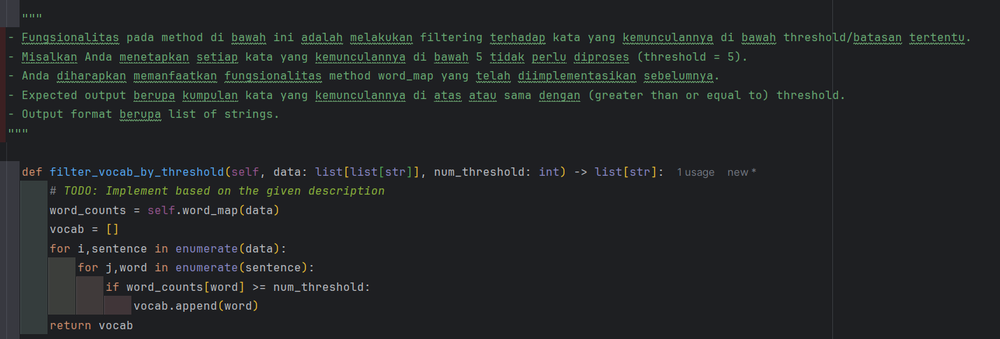 """
- Fungsionalitas pada method di bawah ini adalah melakukan filtering terhadap kata yang kemunculannya di bawah threshold/batasan tertentu.
- Misalkan Anda menetapkan setiap kata yang kemunculannya di bawah 5 tidak perlu diproses (threshold = 5).
- Anda diharapkan memanfaatkan fungsionalitas method word_map yang telah diimplementasikan sebelumnya.
- Expected output berupa kumpulan kata yang kemunculannya di atas atau sama dengan (greater than or equal to) threshold.
- Output format berupa list of strings.
"""
def filter_vocab_by_threshold(self, data: list[list[str]], num_threshold: int) -> list[str]: 1 usage new *
# TODO: Implement based on the given description
word_counts = self.word_map(data)
vocab = []
for i,sentence in enumerate(data):
for j,word in enumerate(sentence):
if word_counts[word] >= num_threshold:
vocab.append(word)
return vocab